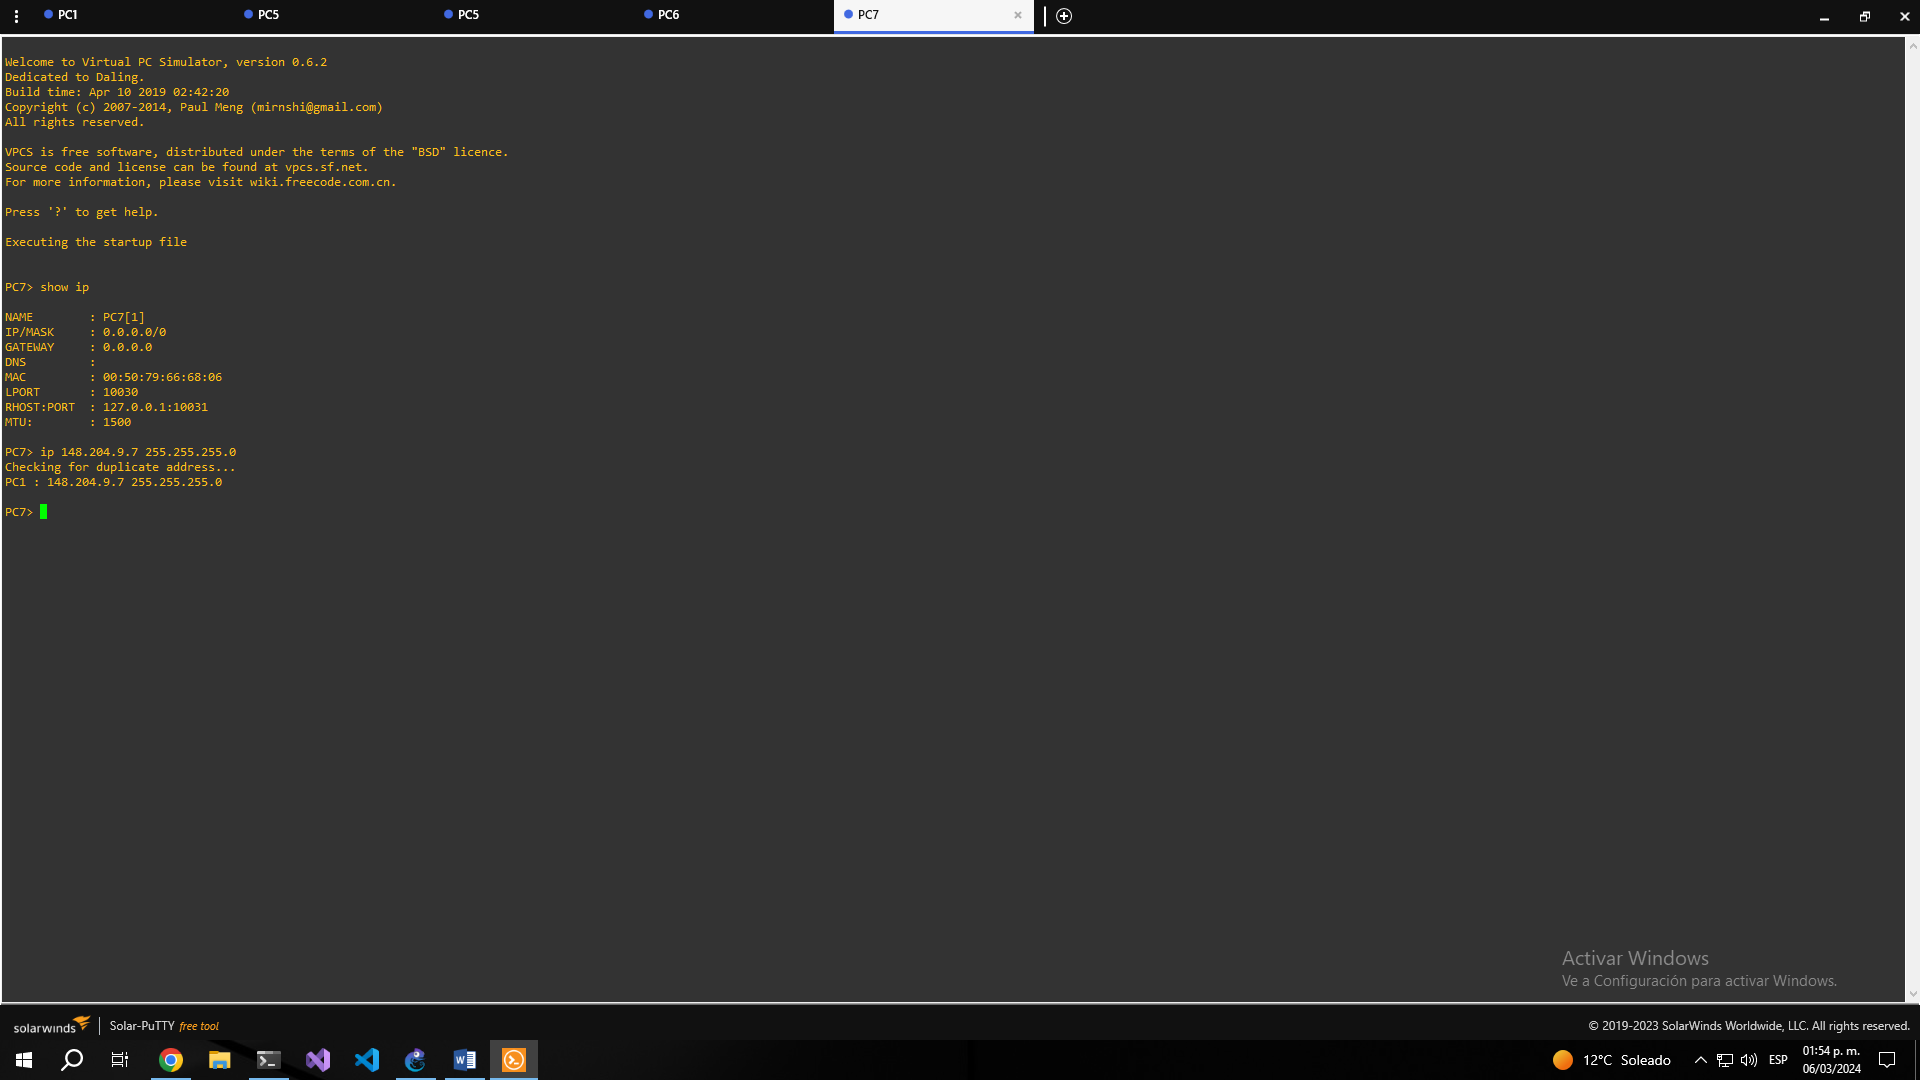 PC1
PC5
PC5
PC6
PC7
Welcome to Virtual PC Simulator, version 0.6.2
Dedicated to Daling.
Build time: Apr 10 2019 02:42:20
Copyright (c) 2007-2014, Paul Meng (mirnshi@gmail.com)
All rights reserved.
VPCS is free software, distributed under the terms of the "BSD" licence.
Source code and license can be found at vpcs.sf.net.
For more information, please visit wiki.freecode.com.cn.
Press '?' to get help.
Executing the startup file
PC7> show ip
NAME        : PC7[1]
IP/MASK     : 0.0.0.0/0
GATEWAY     : 0.0.0.0
DNS         :
MAC         : 00:50:79:66:68:06
LPORT       : 10030
RHOST:PORT  : 127.0.0.1:10031
MTU:        : 1500
PC7> ip 148.204.9.7 255.255.255.0
Checking for duplicate address...
PC1 : 148.204.9.7 255.255.255.0
PC7>
Activar Windows
Ve a Configuración para activar Windows.
solarwinds | Solar-PuTTY free tool
© 2019-2023 SolarWinds Worldwide, LLC. All rights reserved.
12°C Soleado
ESP
01:54 p. m.
06/03/2024